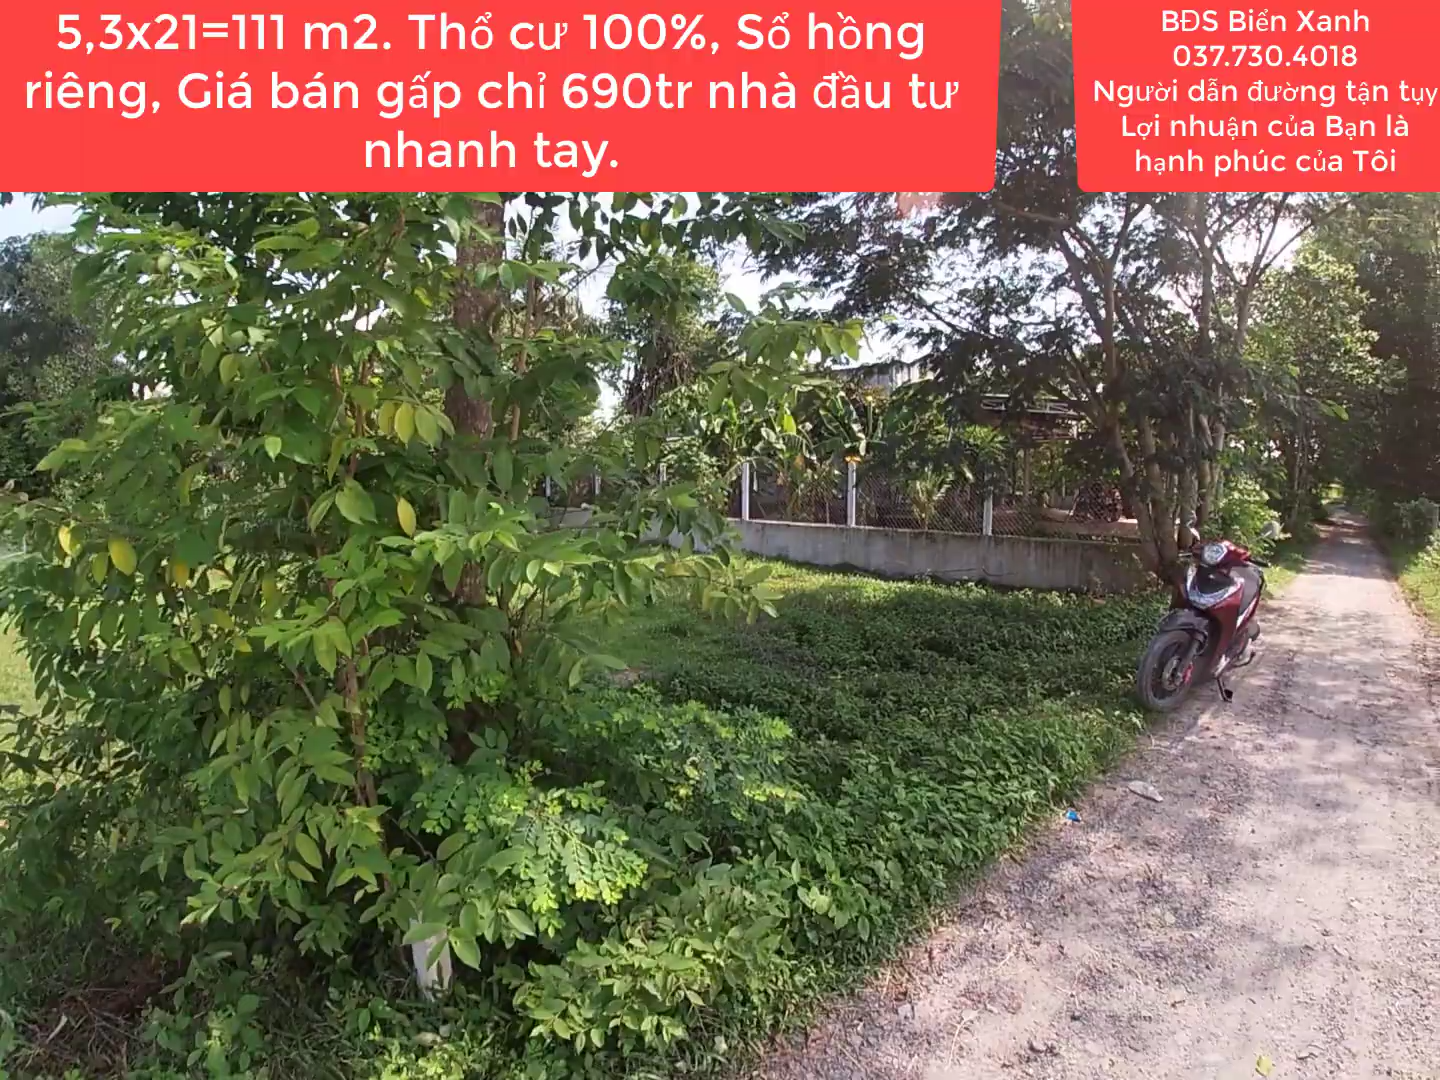 5,3x21=111 m2. Thổ cư 100%, Sổ hồng
riêng, Giá bán gấp chỉ 690tr nhà đầu tư
nhanh tay.
BĐS Biển Xanh
037.730.4018
Người dẫn đường tận tụy
Lợi nhuận của Bạn là
hạnh phúc của Tôi